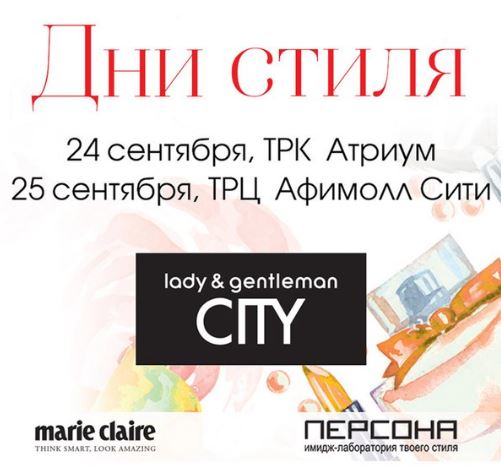 Дни стиля
24 сентября, ТРК Атриум
25 сентября, ТРЦ Афимолл Сити
lady & gentleman
CITY
marie claire
THINK SMART, LOOK AMAZING
ПЕРСОНА
имидж-лаборатория твоего стиля